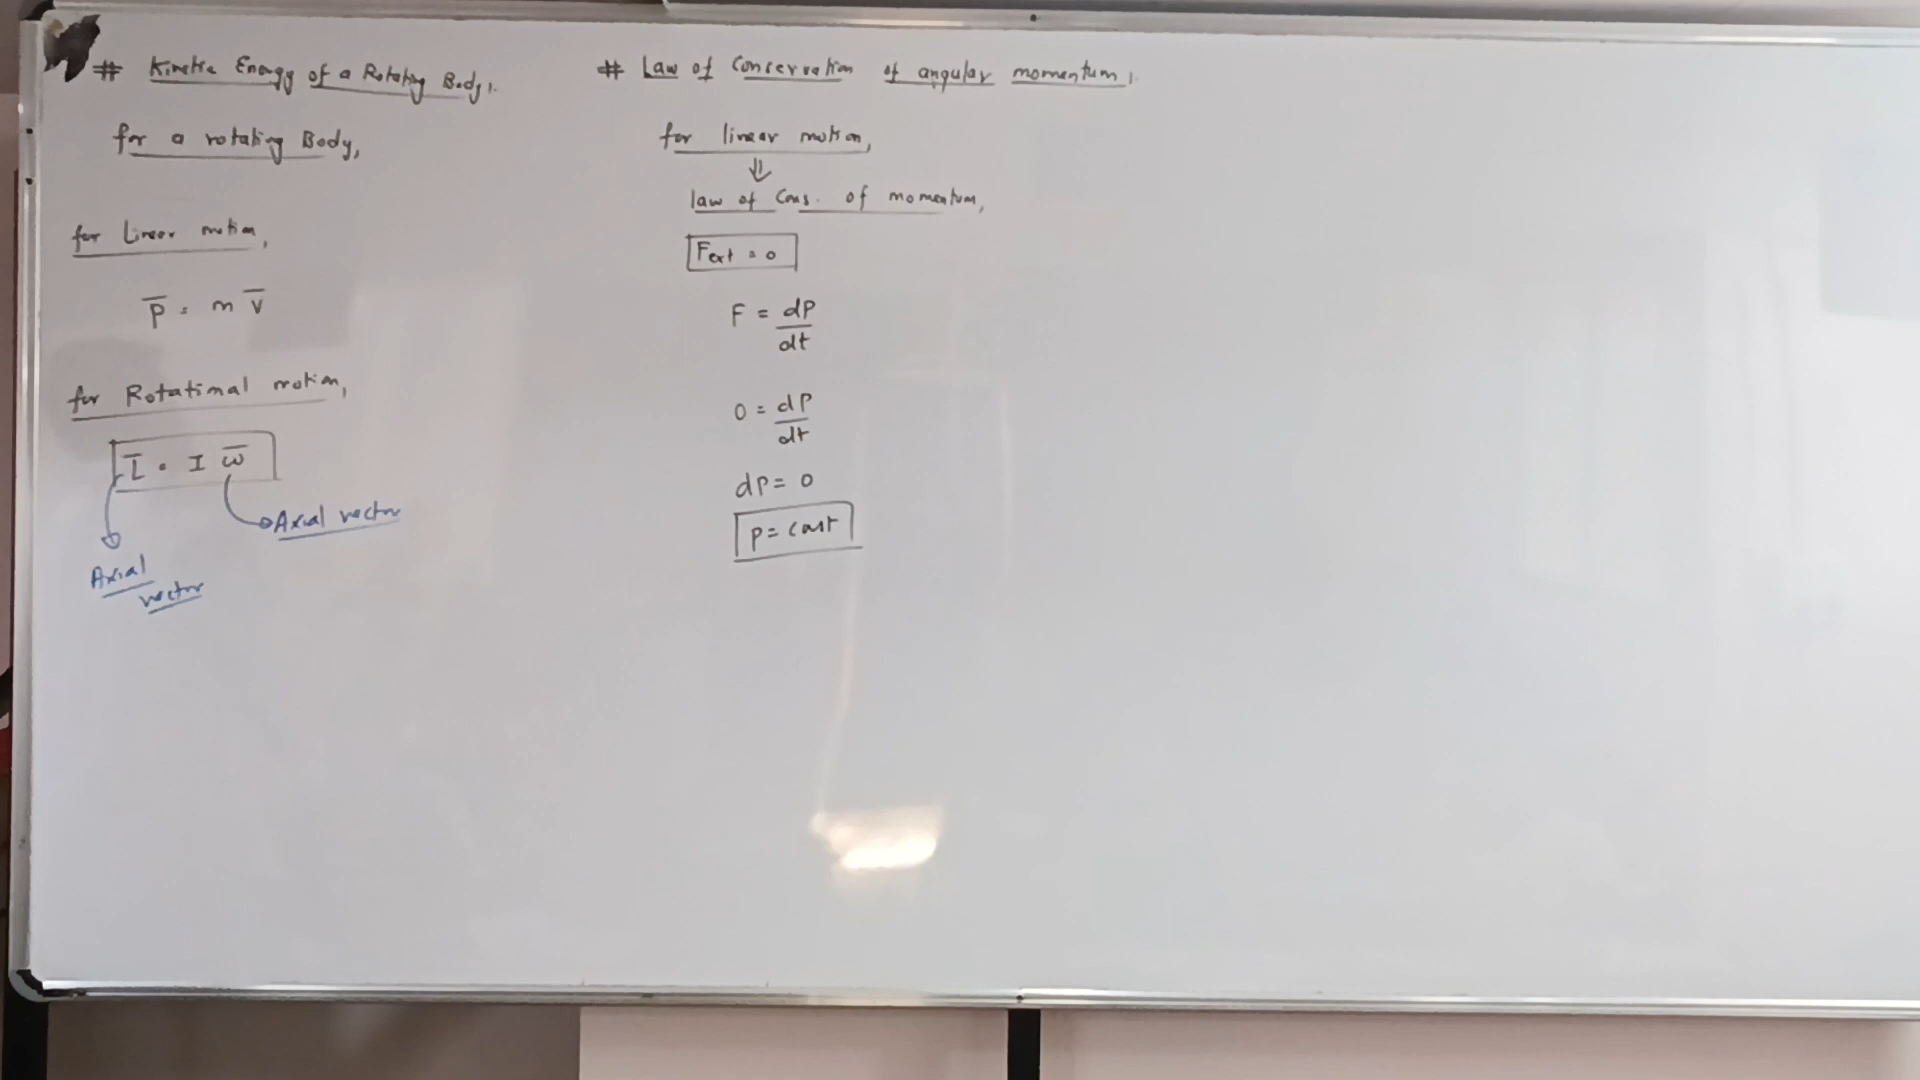 # Kinetic Energy of a Rotating Body,
for a rotating Body,
for Linear motion,
P̅ = m v̅
for Rotational motion,
L̅ = I ω̅
Axial vector
Axial
vector
# Law of Conservation of angular momentum,
for linear motion,
⇓
law of Cons. of momentum,
Fext = 0
F = dP/dt
0 = dP/dt
dP = 0
P = const